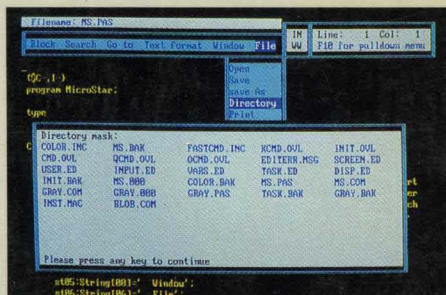 Filename: MS.PAS
Block Search Go to Text format Window File
IN Line: 1 Col: 1
WW F10 for pulldown menu
Open
Save
save As
Directory
Print
{$C-,I-}
program MicroStar;
type
Directory mask:
COLOR.INC MS.BAK FASTCMD.INC KCMD.OVL INIT.OVL
CMD.OVL QCMD.OVL OCMD.OVL EDITERR.MSG SCREEN.ED
USER.ED INPUT.ED VARS.ED TASK.ED DISP.ED
INIT.BAK MS.000 COLOR.BAK MS.PAS MS.COM
GRAY.COM GRAY.000 GRAY.PAS TASK.BAK GRAY.BAK
INST.MAC BLOB.COM
Please press any key to continue
st05:String[80]=' Window';